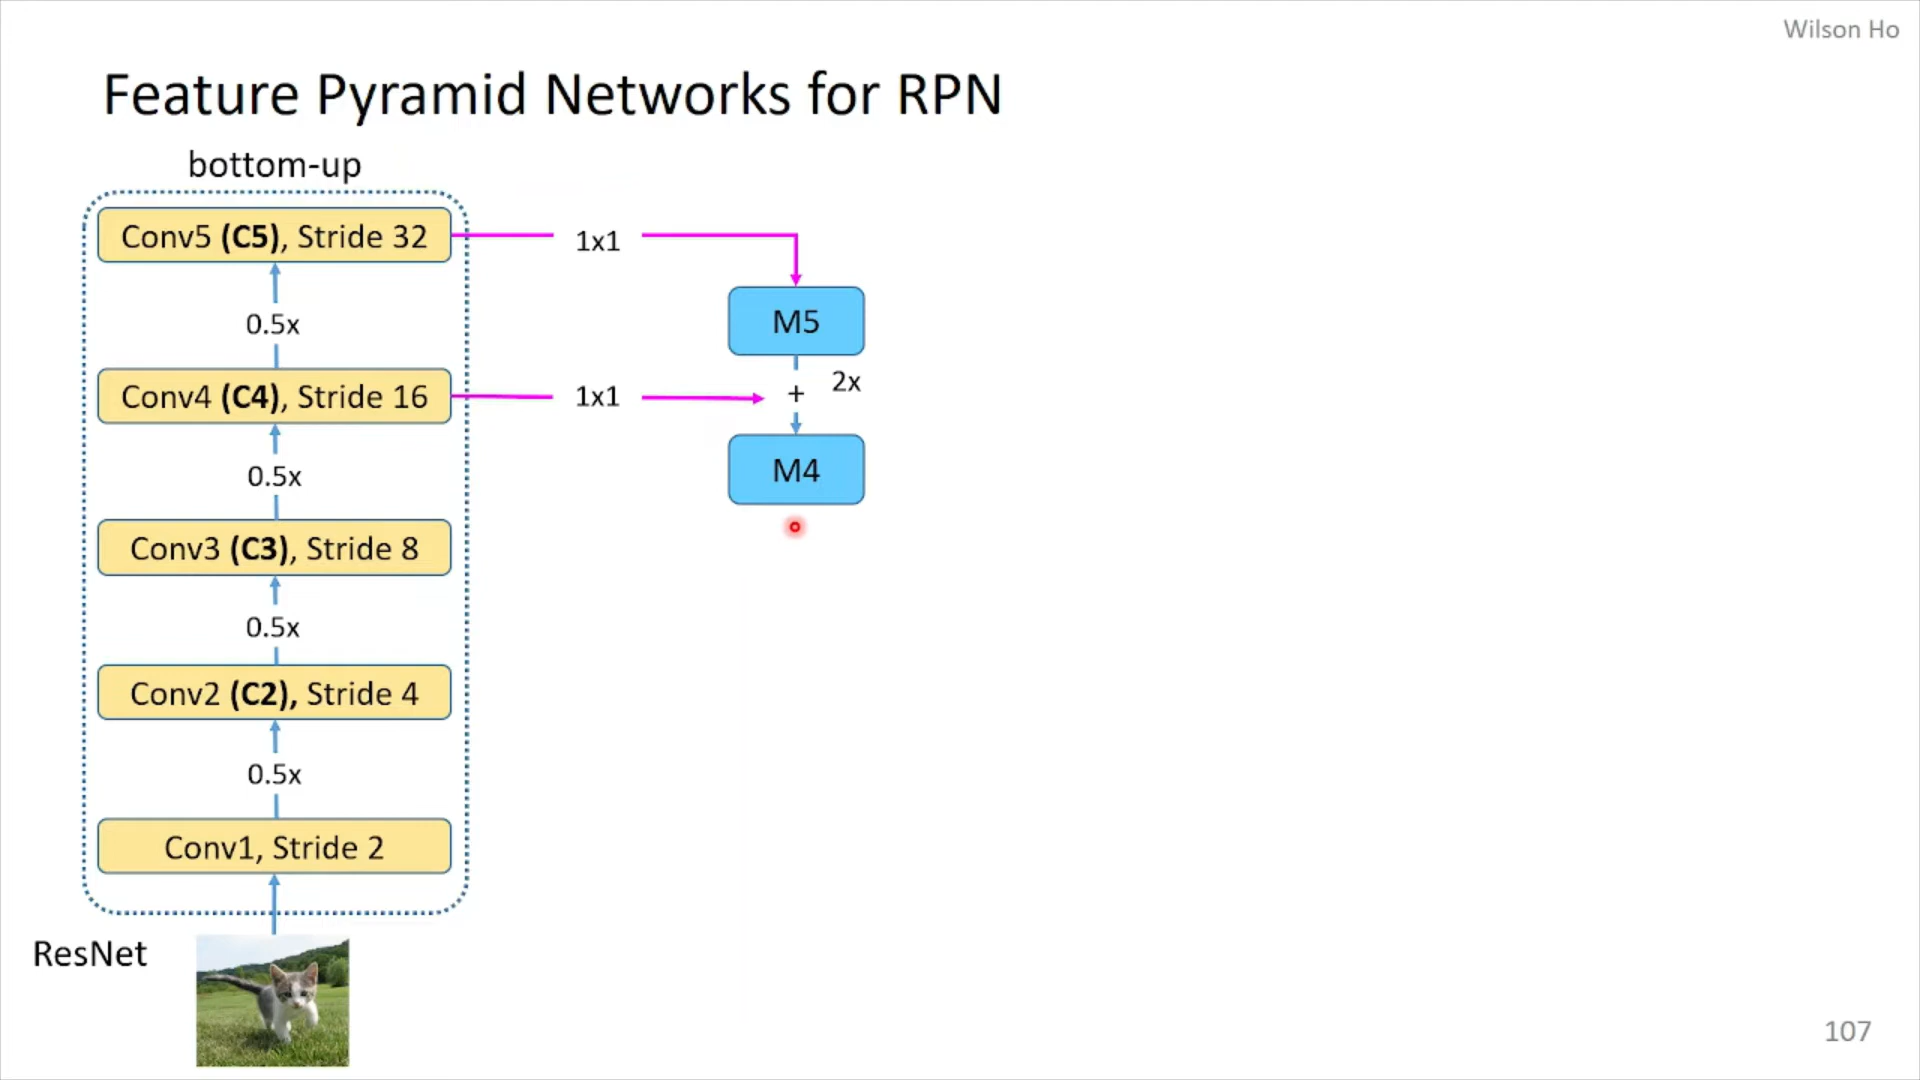 Wilson Ho
Feature Pyramid Networks for RPN
bottom-up
Conv5 (C5), Stride 32
1x1
M5
0.5x
2x
+
Conv4 (C4), Stride 16
1x1
M4
0.5x
Conv3 (C3), Stride 8
0.5x
Conv2 (C2), Stride 4
0.5x
Conv1, Stride 2
ResNet
107